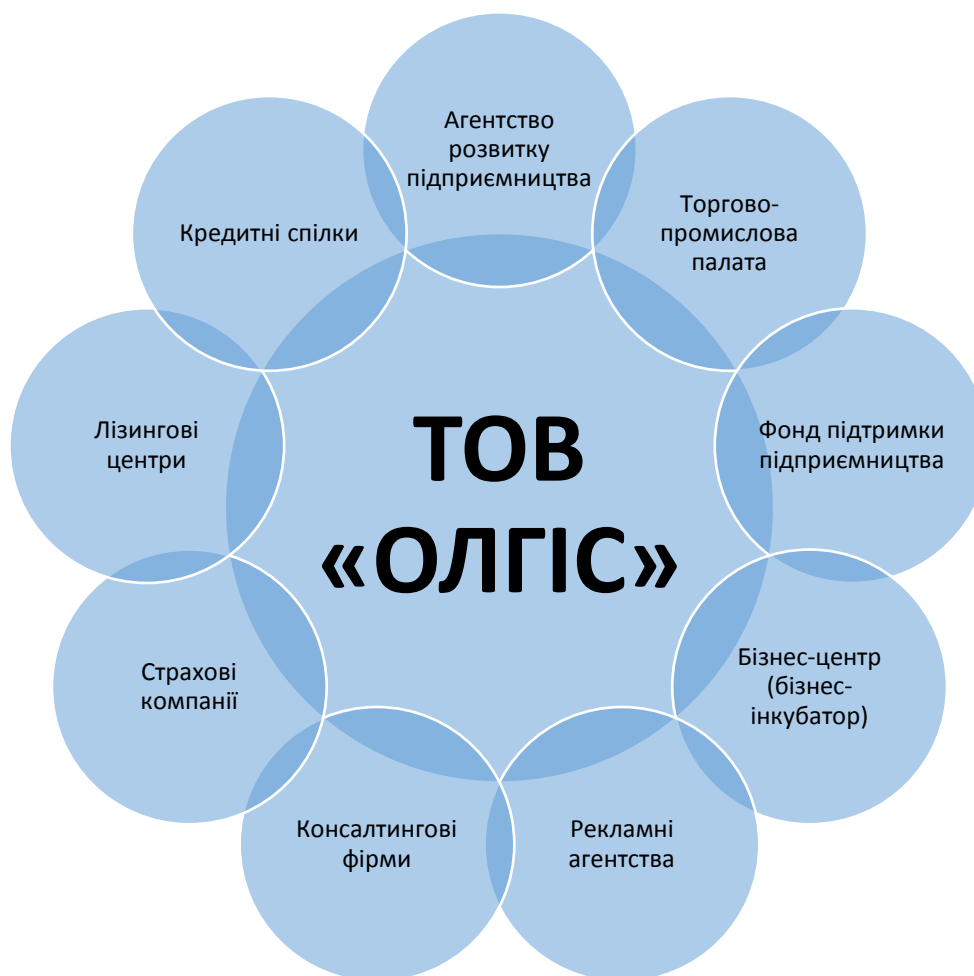 Агентство
розвитку
підприємництва
Торгово-
промислова
палата
Фонд підтримки
підприємництва
Бізнес-центр
(бізнес-
інкубатор)
Рекламні
агентства
Консалтингові
фірми
Страхові
компанії
Лізингові
центри
Кредитні спілки
ТОВ
«ОЛГІС»